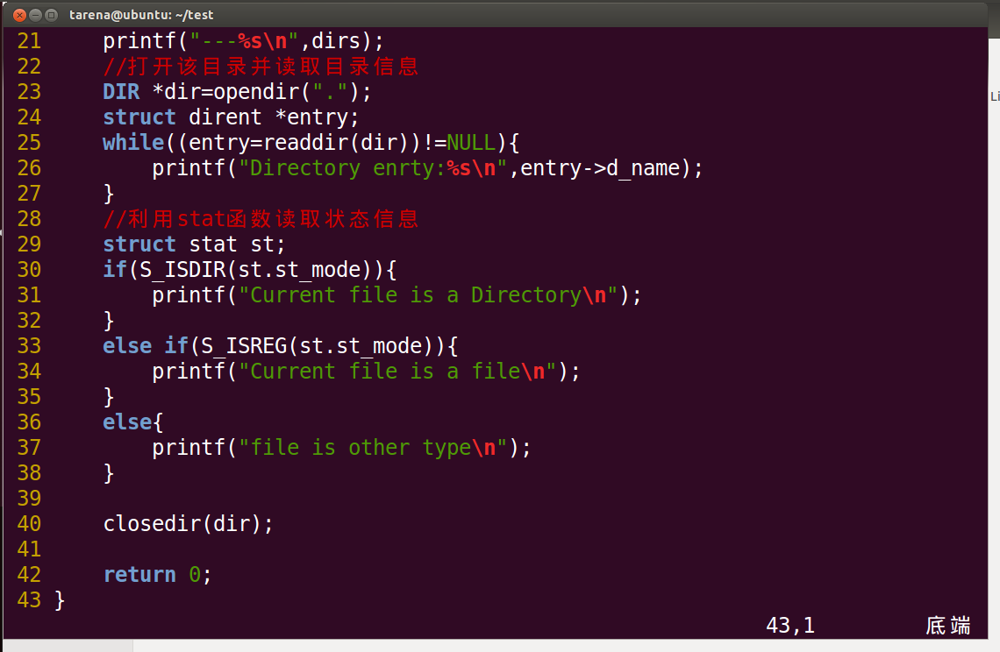 tarena@ubuntu: ~/test
21     printf("---%s\n",dirs);
22     //打开该目录并读取目录信息
23     DIR *dir=opendir(".");
24     struct dirent *entry;
25     while((entry=readdir(dir))!=NULL){
26         printf("Directory enrty:%s\n",entry->d_name);
27     }
28     //利用stat函数读取状态信息
29     struct stat st;
30     if(S_ISDIR(st.st_mode)){
31         printf("Current file is a Directory\n");
32     }
33     else if(S_ISREG(st.st_mode)){
34         printf("Current file is a file\n");
35     }
36     else{
37         printf("file is other type\n");
38     }
39
40     closedir(dir);
41
42     return 0;
43 }
43,1 底端
Li